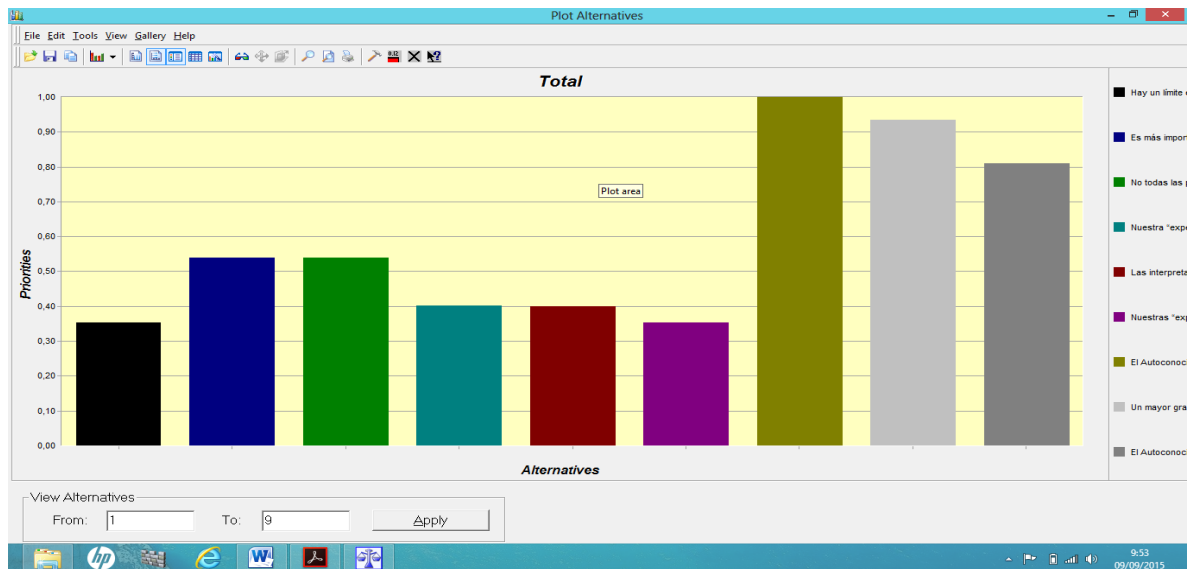 Plot Alternatives
File Edit Tools View Gallery Help
Total
1,00
0,90
0,80
0,70
0,60
0,50
0,40
0,30
0,20
0,10
0,00
Priorities
Plot area
Alternatives
Hay un límite
Es más impor
No todas las
Nuestra "expe
Las interpreta
Nuestras "exp
El Autoconoc
Un mayor gra
El Autoconoc
View Alternatives
From: 1 To: 9 Apply
hp
9:53
09/09/2015